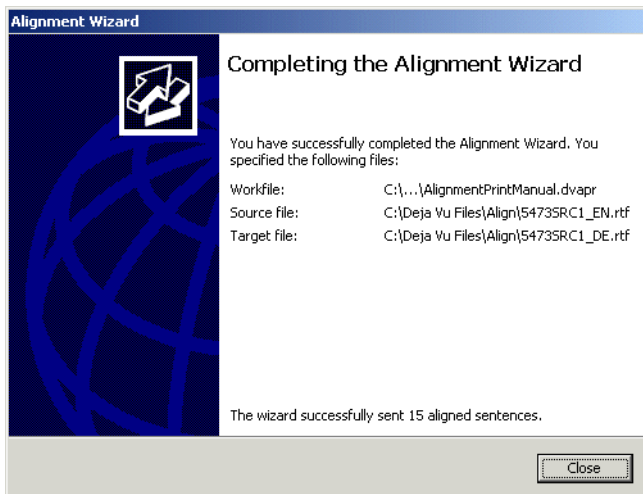 Alignment Wizard
Completing the Alignment Wizard
You have successfully completed the Alignment Wizard. You
specified the following files:
Workfile: C:\...\AlignmentPrintManual.dvapr
Source file: C:\Deja Vu Files\Align\5473SRC1_EN.rtf
Target file: C:\Deja Vu Files\Align\5473SRC1_DE.rtf
The wizard successfully sent 15 aligned sentences.
Close